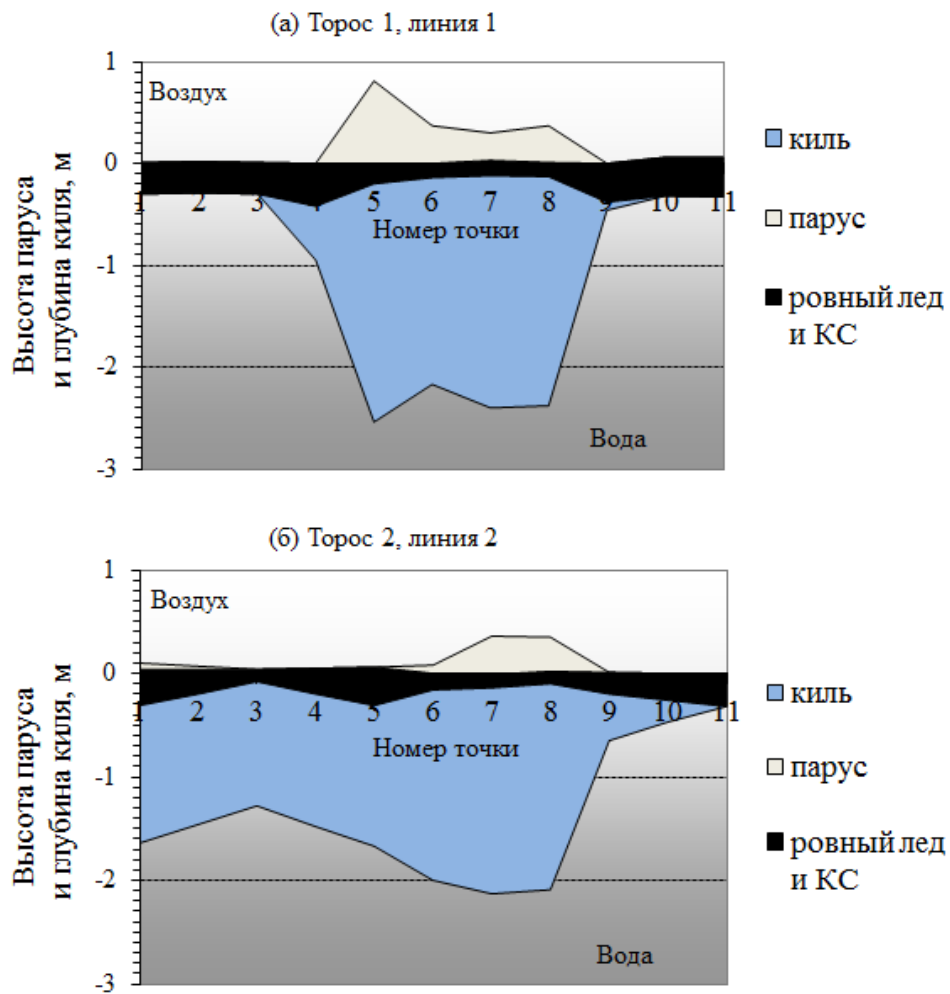 (а) Торос 1, линия 1
Высота паруса
и глубина киля, м
1
0
-1
-2
-3
Воздух
1 2 3 4 5 6 7 8 9 10 11
Номер точки
Вода
киль
парус
ровный лед
и КС
(б) Торос 2, линия 2
Высота паруса
и глубина киля, м
1
0
-1
-2
-3
Воздух
1 2 3 4 5 6 7 8 9 10 11
Номер точки
Вода
киль
парус
ровный лед
и КС